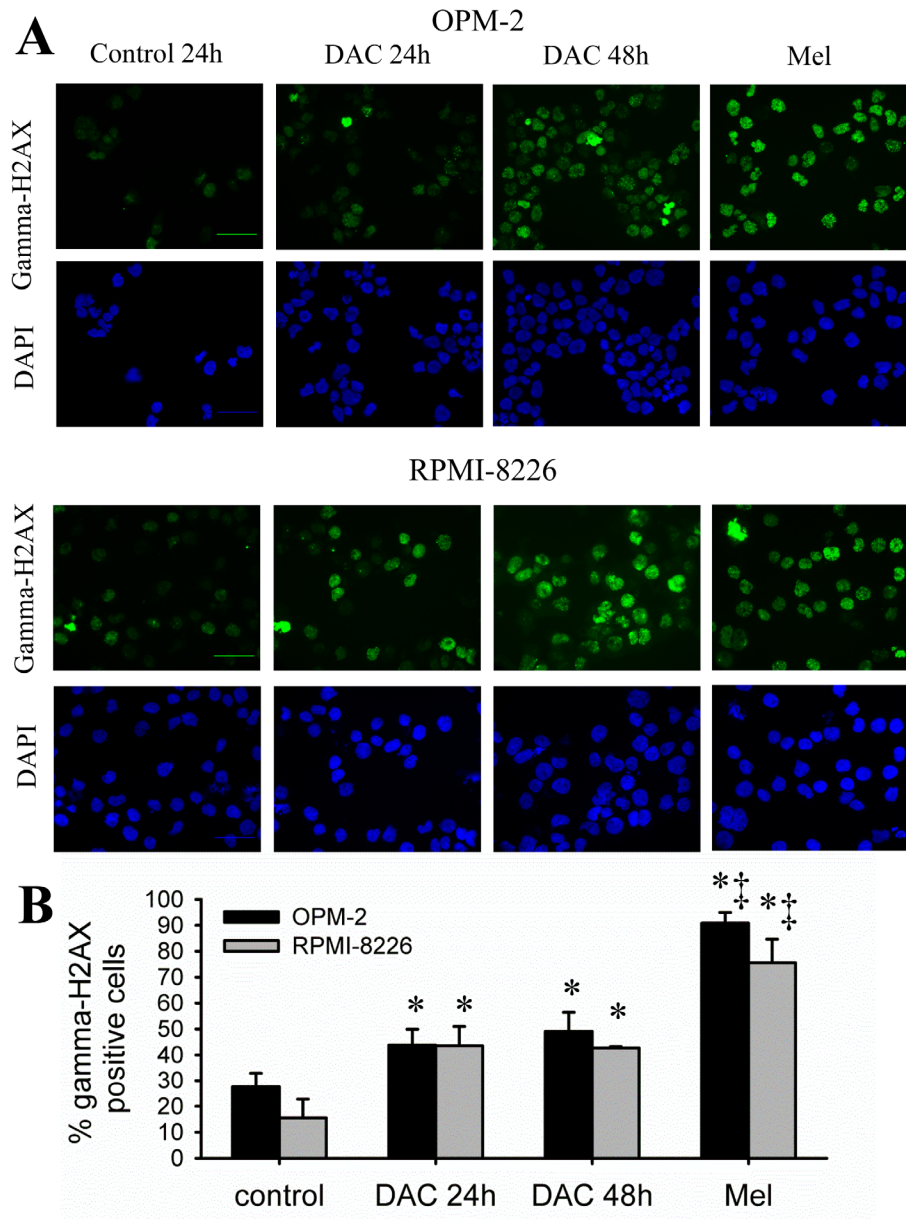 A
OPM-2
Control 24h DAC 24h DAC 48h Mel
Gamma-H2AX
DAPI
RPMI-8226
Gamma-H2AX
DAPI
B
% gamma-H2AX
positive cells
100
90
80
70
60
50
40
30
20
10
0
OPM-2
RPMI-8226
* *
* *
*‡ *‡
control DAC 24h DAC 48h Mel